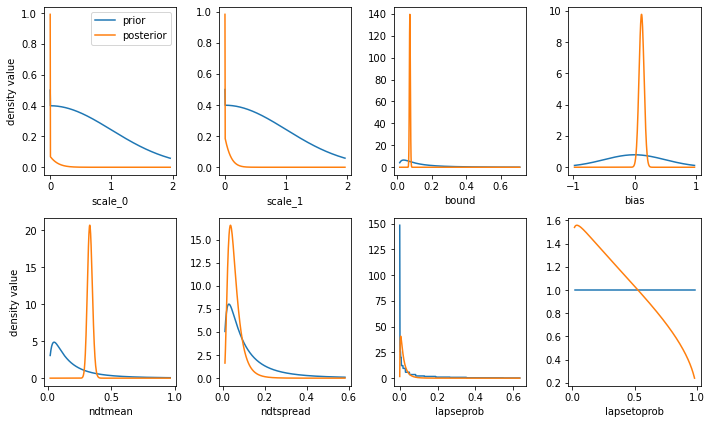 1.0
0.8
0.6
0.4
0.2
0.0
density value
prior
posterior
0 1 2
scale_0
1.0
0.8
0.6
0.4
0.2
0.0
0 1 2
scale_1
140
120
100
80
60
40
20
0
0.0 0.2 0.4 0.6
bound
10
8
6
4
2
0
−1 0 1
bias
20
15
10
5
0
density value
0.0 0.5 1.0
ndtmean
15.0
12.5
10.0
7.5
5.0
2.5
0.0
0.0 0.2 0.4 0.6
ndtspread
150
125
100
75
50
25
0
0.0 0.2 0.4 0.6
lapseprob
1.6
1.4
1.2
1.0
0.8
0.6
0.4
0.2
0.0 0.5 1.0
lapsetoprob